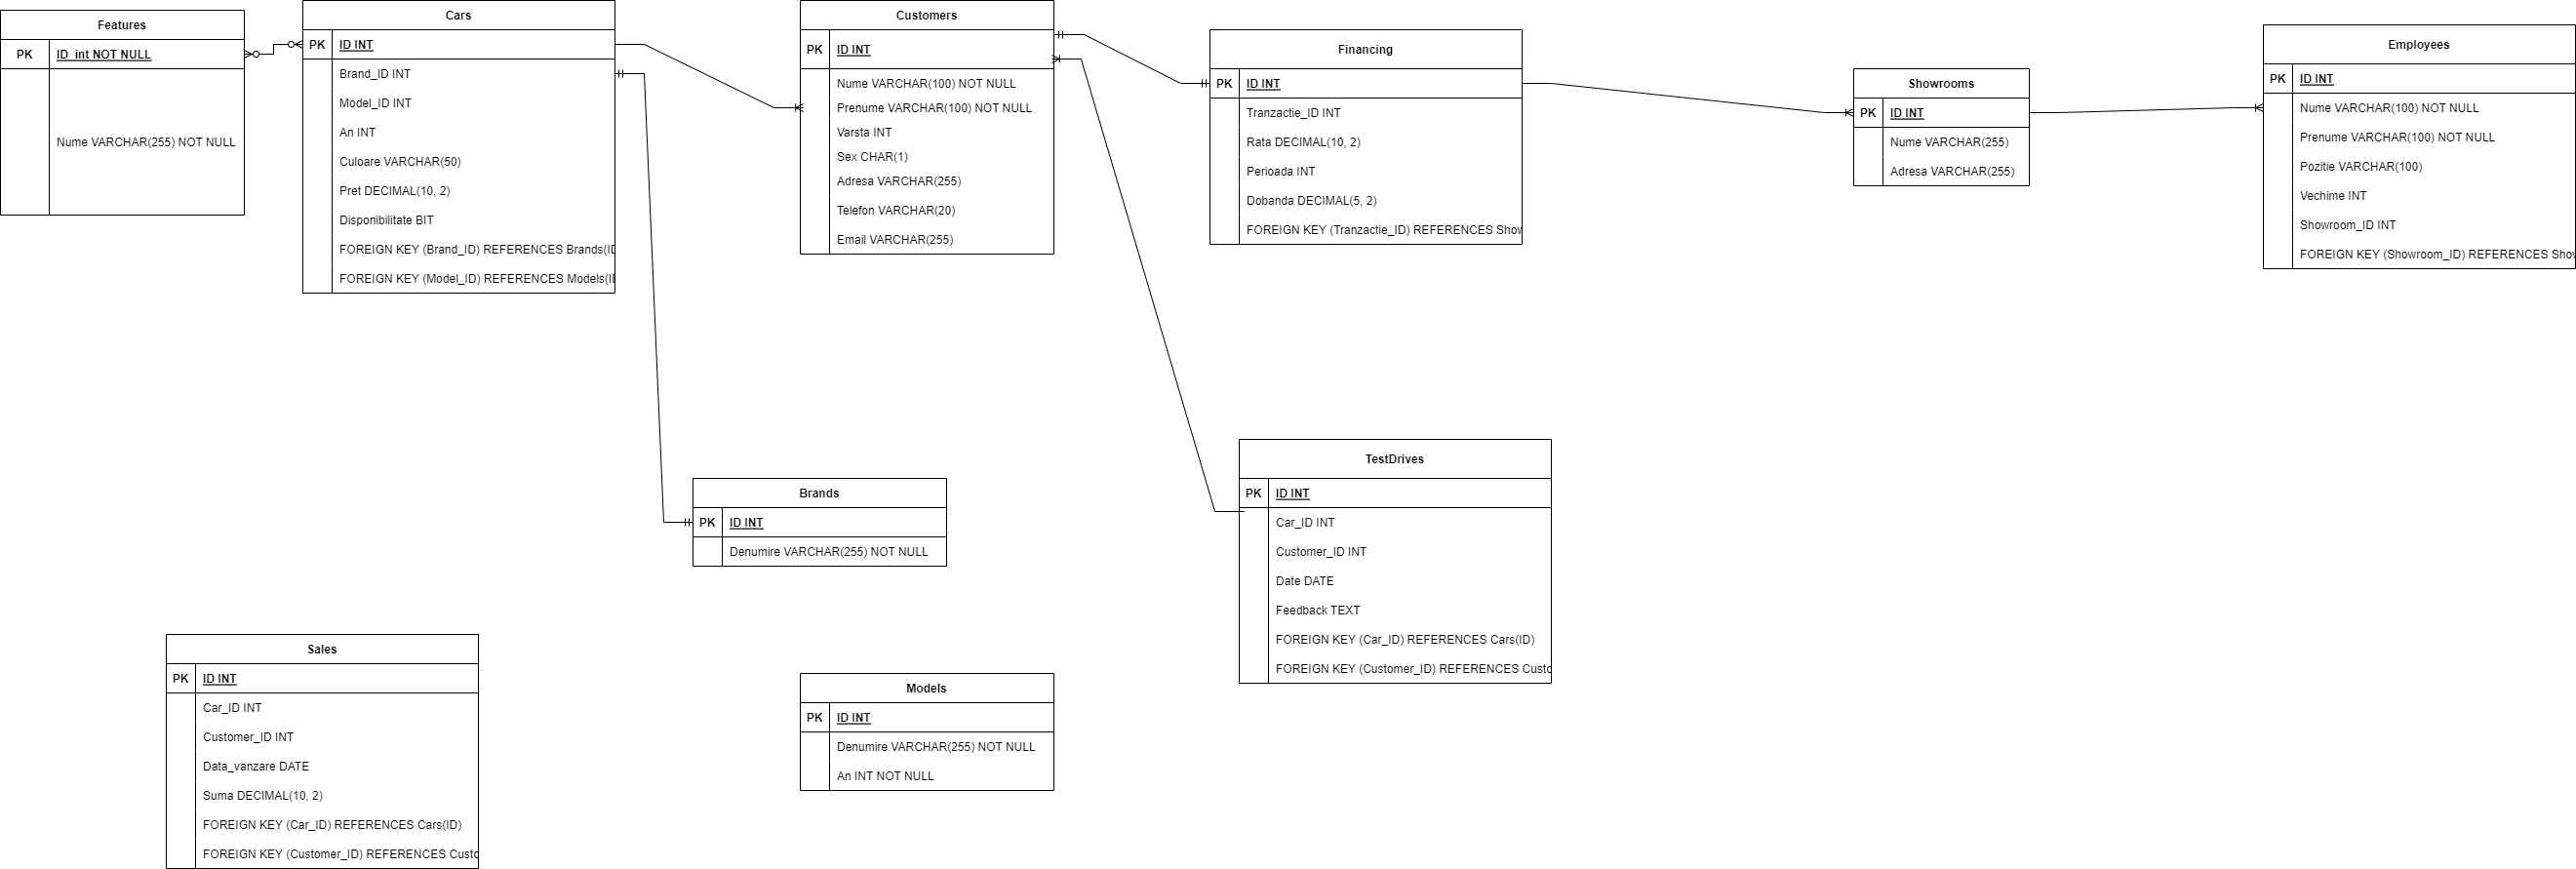 Features
PK ID_int NOT NULL
Nume VARCHAR(255) NOT NULL
Cars
PK ID INT
Brand_ID INT
Model_ID INT
An INT
Culoare VARCHAR(50)
Pret DECIMAL(10, 2)
Disponibilitate BIT
FOREIGN KEY (Brand_ID) REFERENCES Brands(ID
FOREIGN KEY (Model_ID) REFERENCES Models(ID
Customers
PK ID INT
Nume VARCHAR(100) NOT NULL
Prenume VARCHAR(100) NOT NULL
Varsta INT
Sex CHAR(1)
Adresa VARCHAR(255)
Telefon VARCHAR(20)
Email VARCHAR(255)
Financing
PK ID INT
Tranzactie_ID INT
Rata DECIMAL(10, 2)
Perioada INT
Dobanda DECIMAL(5, 2)
FOREIGN KEY (Tranzactie_ID) REFERENCES Show
Showrooms
PK ID INT
Nume VARCHAR(255)
Adresa VARCHAR(255)
Employees
PK ID INT
Nume VARCHAR(100) NOT NULL
Prenume VARCHAR(100) NOT NULL
Pozitie VARCHAR(100)
Vechime INT
Showroom_ID INT
FOREIGN KEY (Showroom_ID) REFERENCES Show
Brands
PK ID INT
Denumire VARCHAR(255) NOT NULL
TestDrives
PK ID INT
Car_ID INT
Customer_ID INT
Date DATE
Feedback TEXT
FOREIGN KEY (Car_ID) REFERENCES Cars(ID)
FOREIGN KEY (Customer_ID) REFERENCES Custo
Sales
PK ID INT
Car_ID INT
Customer_ID INT
Data_vanzare DATE
Suma DECIMAL(10, 2)
FOREIGN KEY (Car_ID) REFERENCES Cars(ID)
FOREIGN KEY (Customer_ID) REFERENCES Custo
Models
PK ID INT
Denumire VARCHAR(255) NOT NULL
An INT NOT NULL